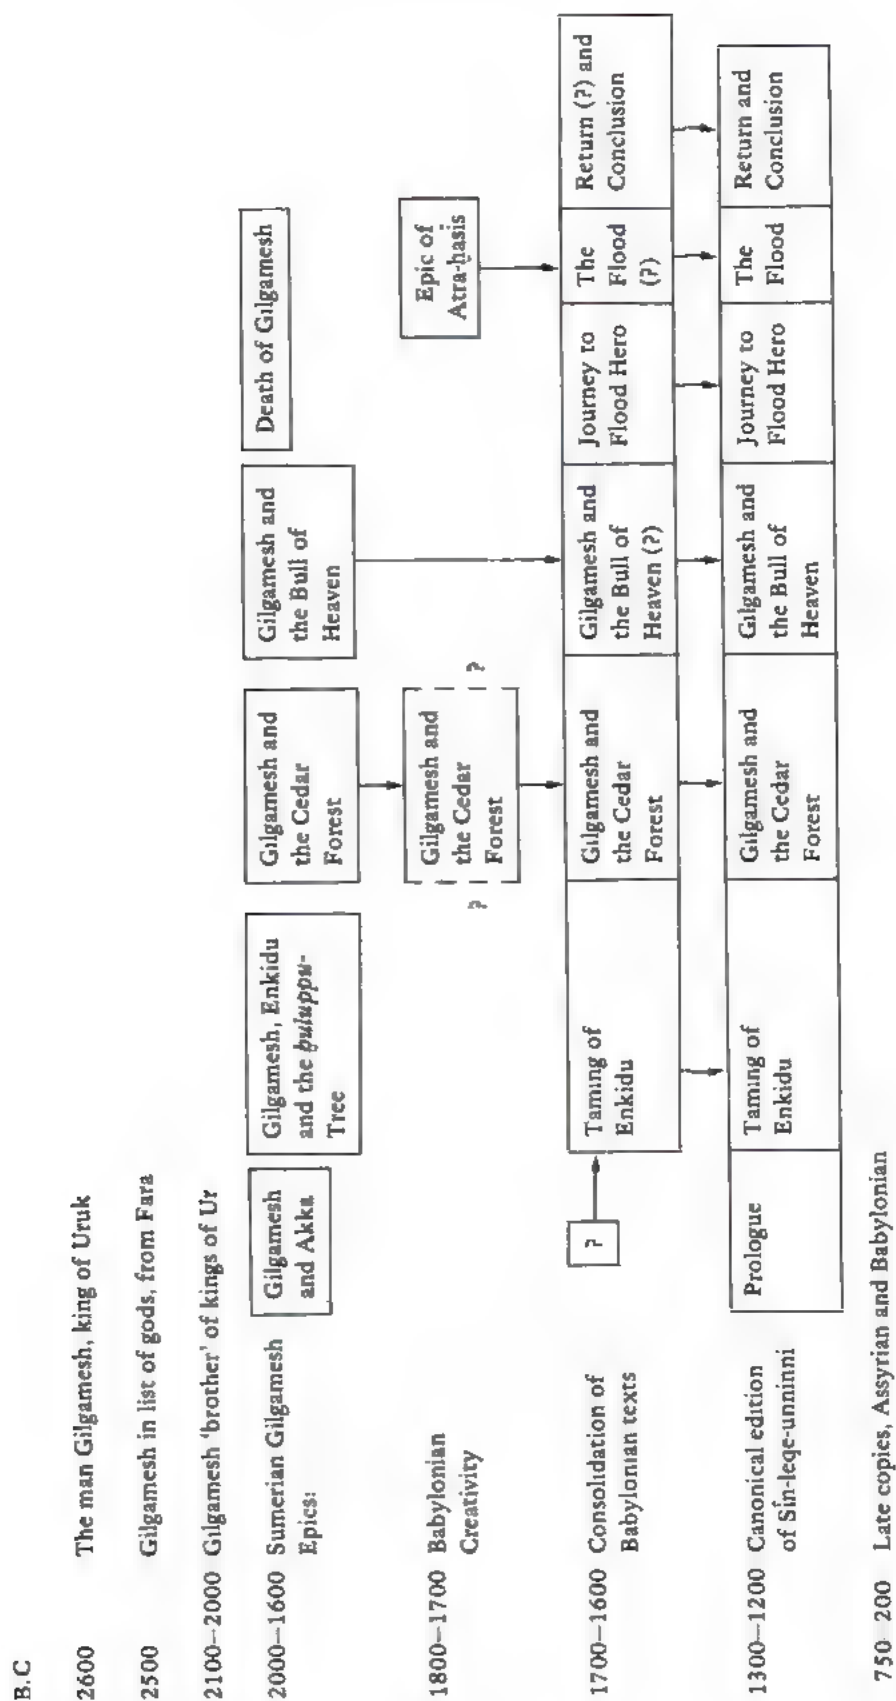 B.C
2600 The man Gilgamesh, king of Uruk
2500 Gilgamesh in list of gods, from Fara
2100–2000 Gilgamesh 'brother' of kings of Ur
2000–1600 Sumerian Gilgamesh
Epics:
Gilgamesh
and Akka
Gilgamesh, Enkidu
and the ḫuluppu-
Tree
Gilgamesh and
the Cedar
Forest
Gilgamesh and
the Bull of
Heaven
Death of Gilgamesh
1800–1700 Babylonian
Creativity
?
Gilgamesh and
the Cedar
Forest
?
Epic of
Atra-ḫasis
1700–1600 Consolidation of
Babylonian texts
?
Taming of
Enkidu
Gilgamesh and
the Cedar
Forest
Gilgamesh and
the Bull of
Heaven (?)
Journey to
Flood Hero
The
Flood
(?)
Return (?) and
Conclusion
1300–1200 Canonical edition
of Sîn-leqe-unninni
Prologue
Taming of
Enkidu
Gilgamesh and
the Cedar
Forest
Gilgamesh and
the Bull of
Heaven
Journey to
Flood Hero
The
Flood
Return and
Conclusion
750–200 Late copies, Assyrian and Babylonian